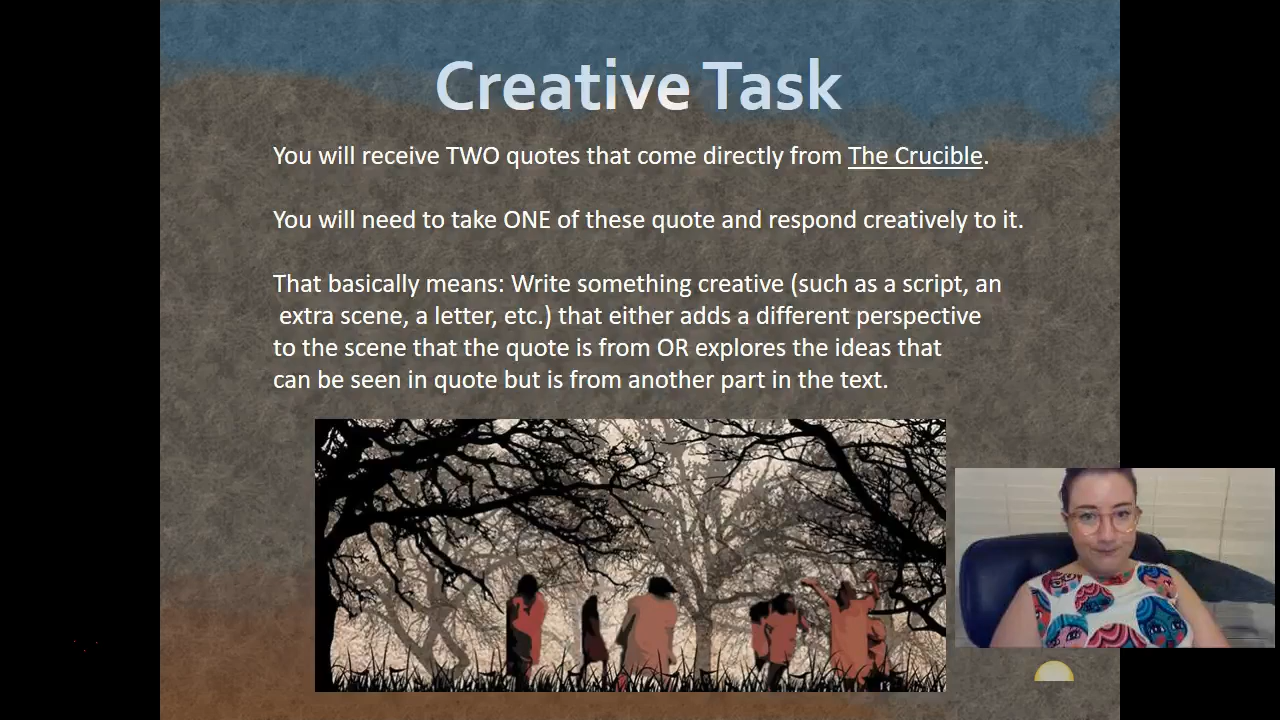 Creative Task
You will receive TWO quotes that come directly from The Crucible.
You will need to take ONE of these quote and respond creatively to it.
That basically means: Write something creative (such as a script, an
extra scene, a letter, etc.) that either adds a different perspective
to the scene that the quote is from OR explores the ideas that
can be seen in quote but is from another part in the text.